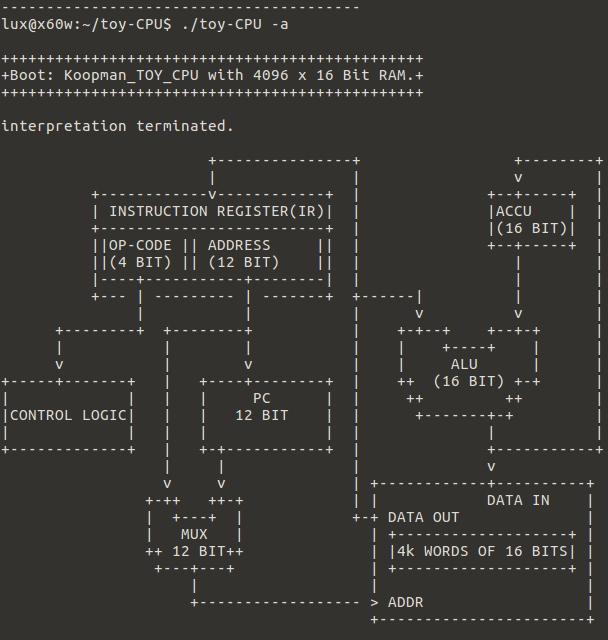 lux@x60w:~/toy-CPU$ ./toy-CPU -a
+Boot: Koopman_TOY_CPU with 4096 x 16 Bit RAM.+
interpretation terminated.
INSTRUCTION REGISTER(IR)
ACCU
(16 BIT)
OP-CODE || ADDRESS
(4 BIT) || (12 BIT)
ALU
(16 BIT)
CONTROL LOGIC
PC
12 BIT
DATA IN
DATA OUT
MUX
12 BIT
4k WORDS OF 16 BITS
> ADDR